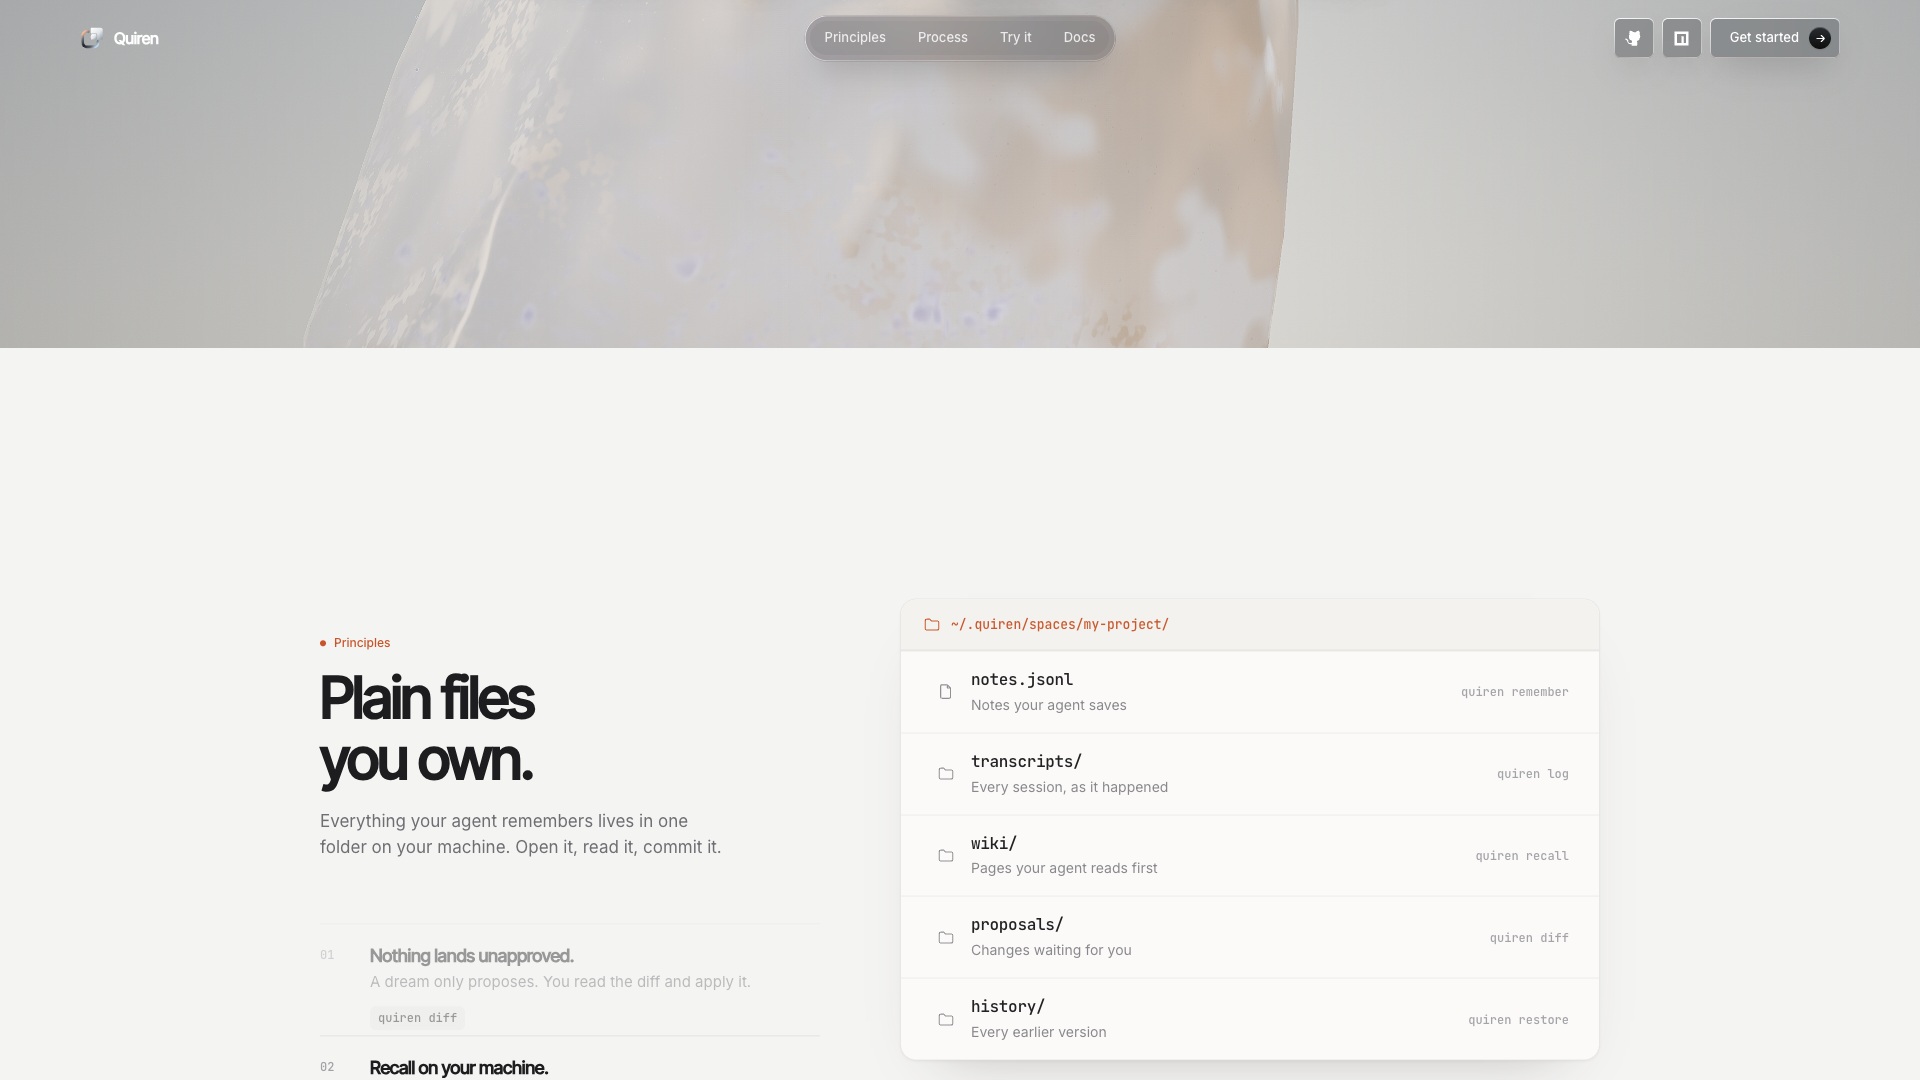 Quiren
Principles
Process
Try it
Docs
Get started
Principles
Plain files
you own.
Everything your agent remembers lives in one
folder on your machine. Open it, read it, commit it.
01
Nothing lands unapproved.
A dream only proposes. You read the diff and apply it.
quiren diff
02
Recall on your machine.
~/.quiren/spaces/my-project/
notes.jsonl
Notes your agent saves
quiren remember
transcripts/
Every session, as it happened
quiren log
wiki/
Pages your agent reads first
quiren recall
proposals/
Changes waiting for you
quiren diff
history/
Every earlier version
quiren restore